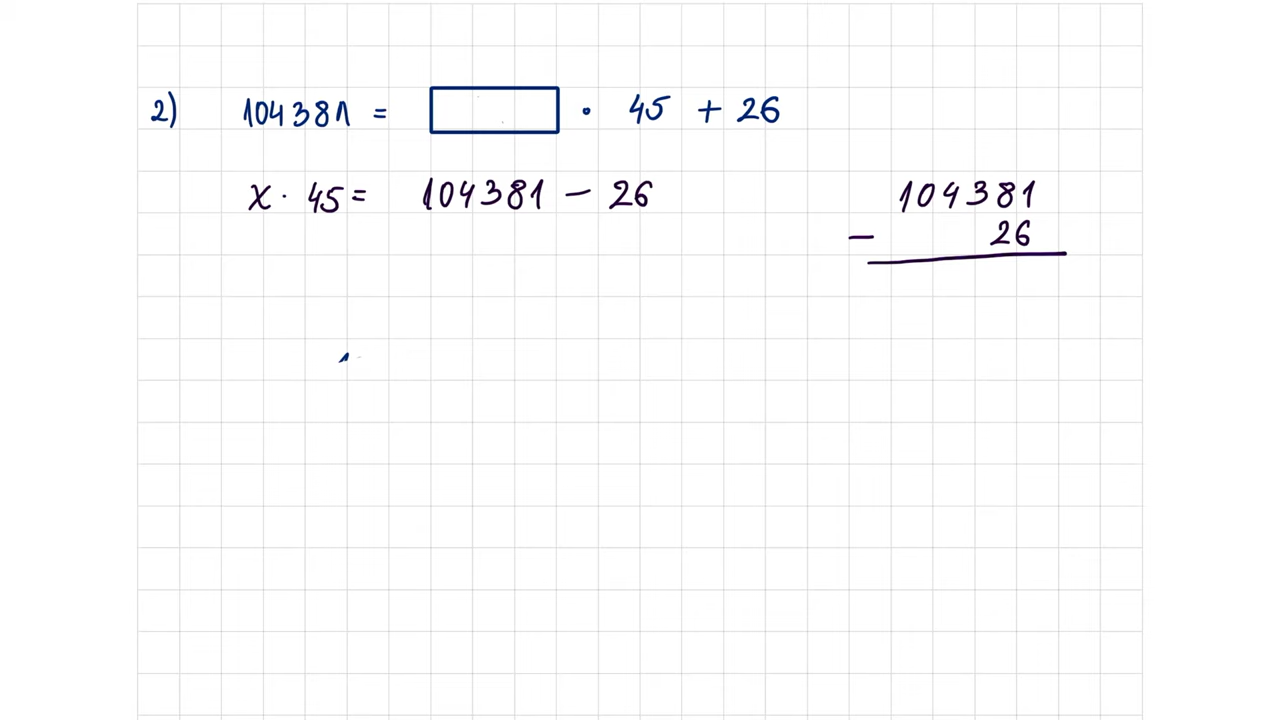 2) 104381 = · 45 + 26
x · 45 = 104381 - 26
104381
- 26